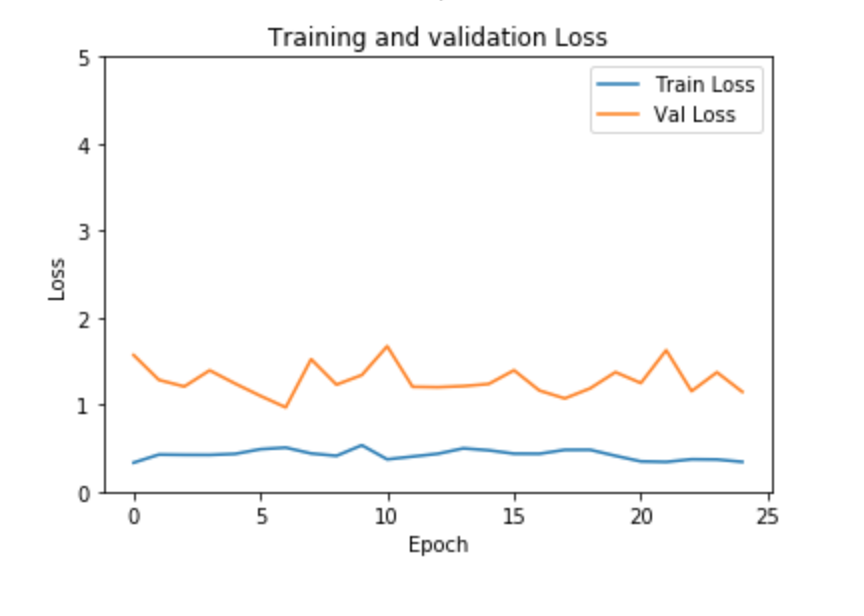 Training and validation Loss
5
4
3
2
1
0
Loss
Train Loss
Val Loss
0 5 10 15 20 25
Epoch